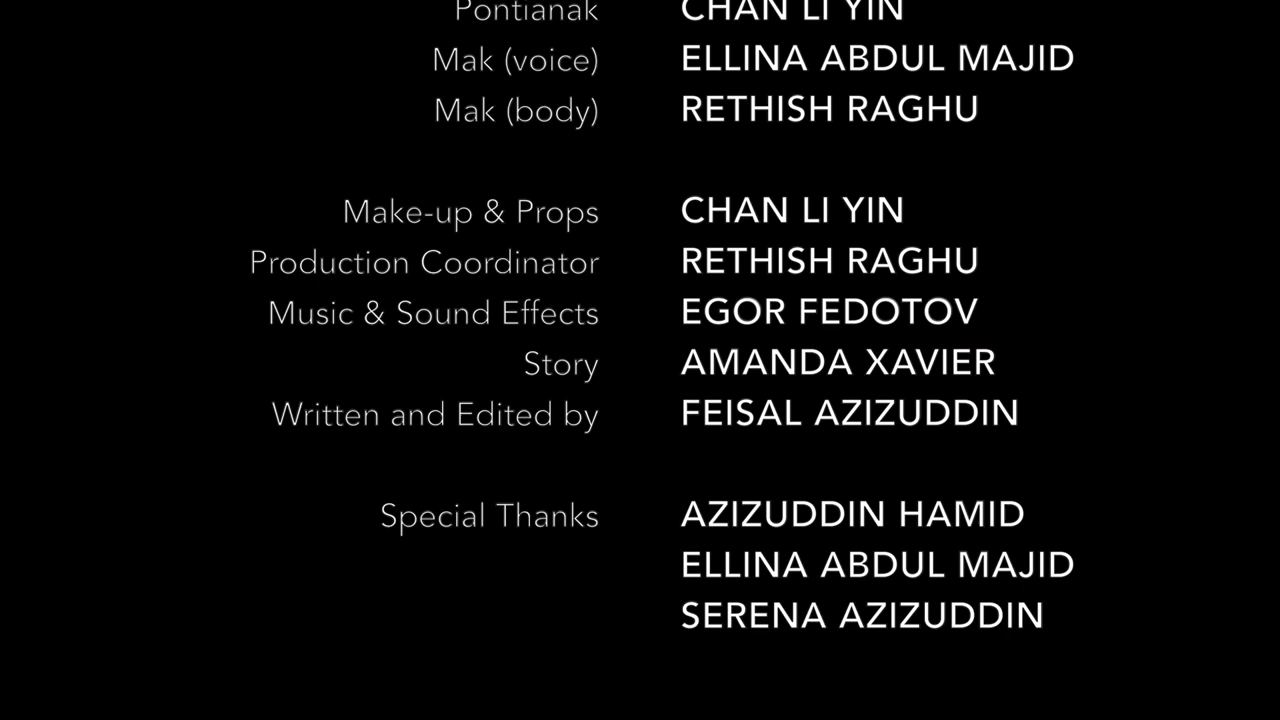 Pontianak CHAN LI YIN
Mak (voice) ELLINA ABDUL MAJID
Mak (body) RETHISH RAGHU
Make-up & Props CHAN LI YIN
Production Coordinator RETHISH RAGHU
Music & Sound Effects EGOR FEDOTOV
Story AMANDA XAVIER
Written and Edited by FEISAL AZIZUDDIN
Special Thanks AZIZUDDIN HAMID
ELLINA ABDUL MAJID
SERENA AZIZUDDIN